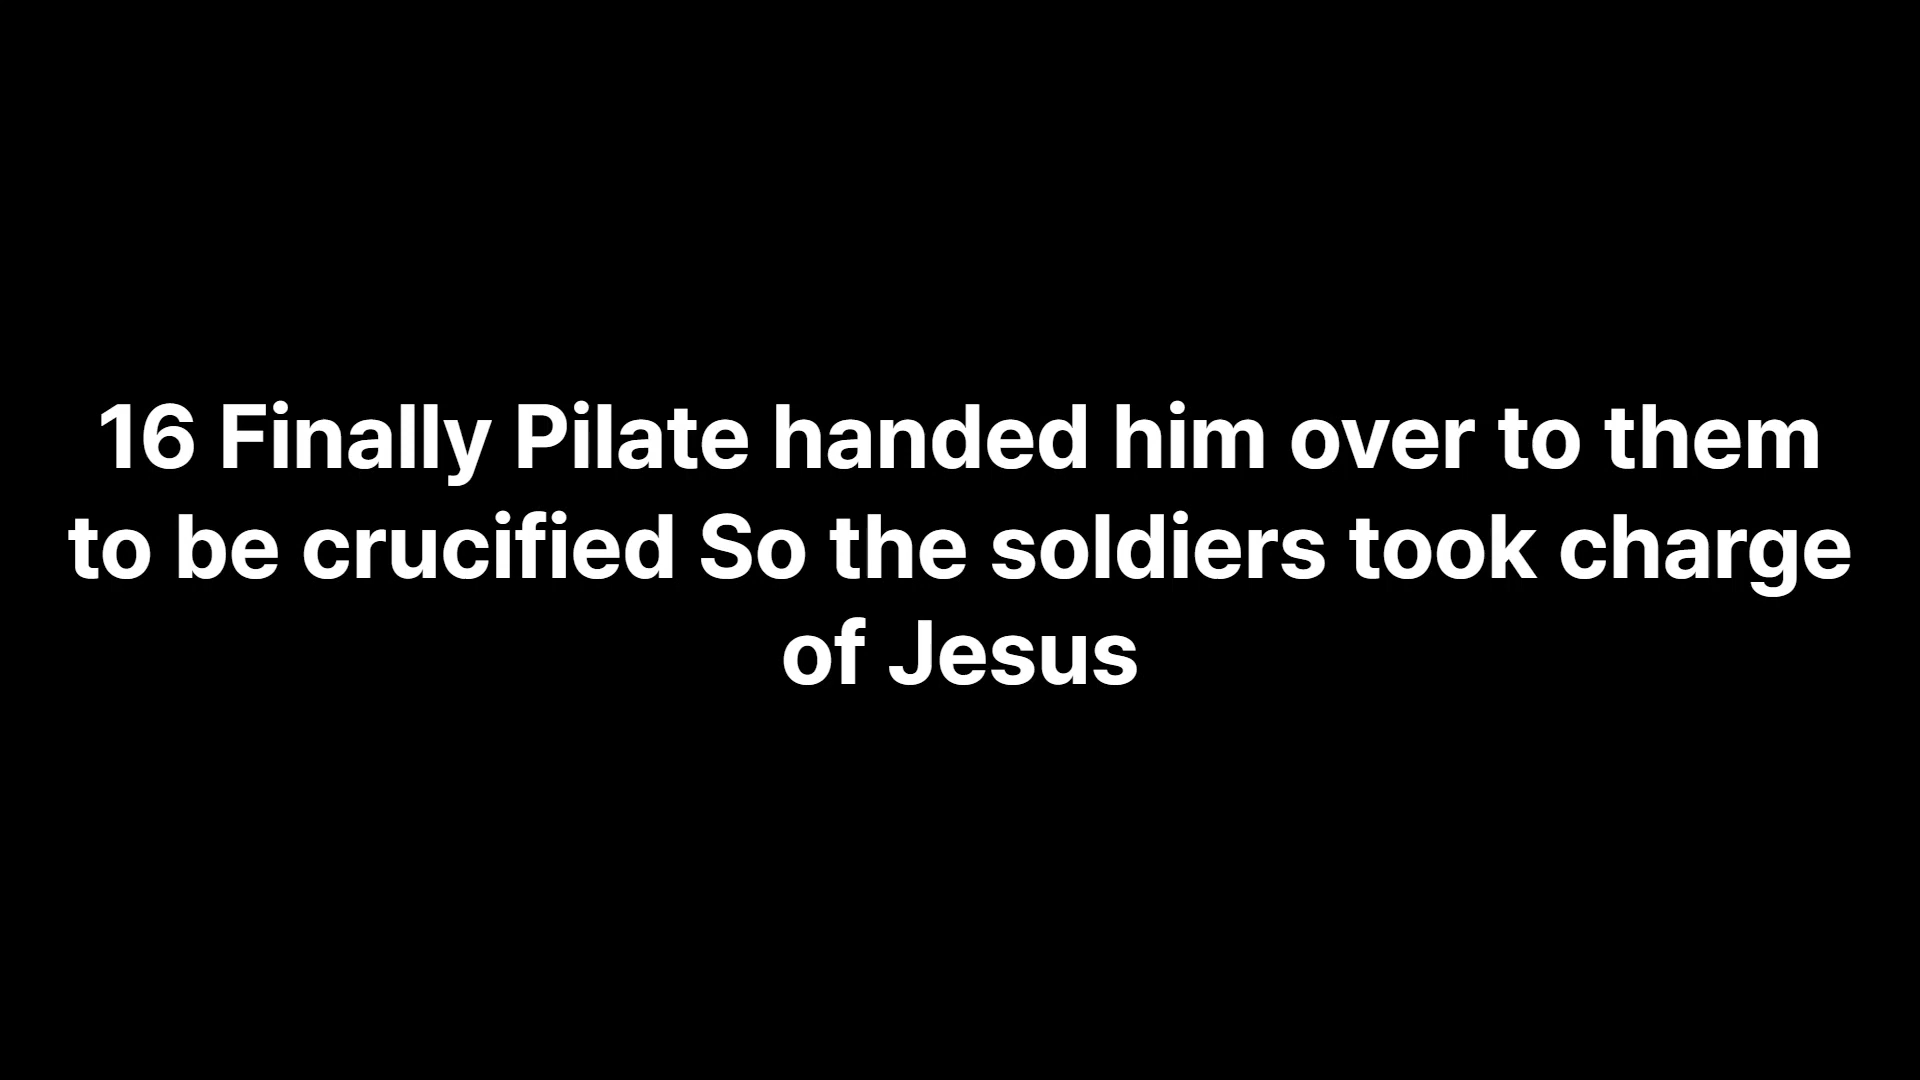 16 Finally Pilate handed him over to them
to be crucified So the soldiers took charge
of Jesus